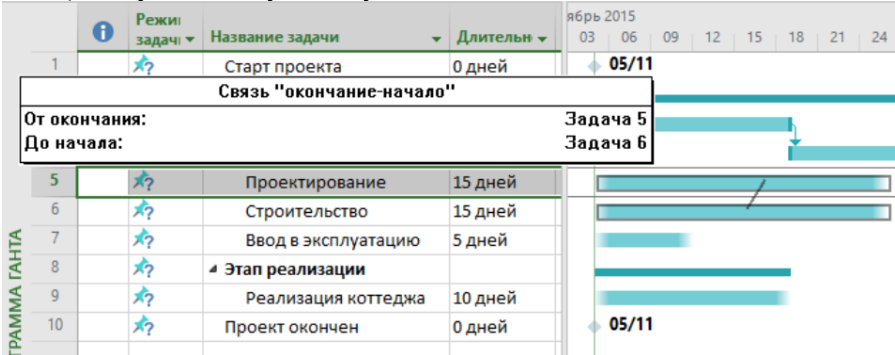 Режим задачи Название задачи Длительн
ябрь 2015
03 06 09 12 15 18 21 24
1 Старт проекта 0 дней 05/11
Связь "окончание-начало"
От окончания: Задача 5
До начала: Задача 6
5 Проектирование 15 дней
6 Строительство 15 дней
7 Ввод в эксплуатацию 5 дней
8 Этап реализации
9 Реализация коттеджа 10 дней
10 Проект окончен 0 дней 05/11
ГРАММА ГАНТА